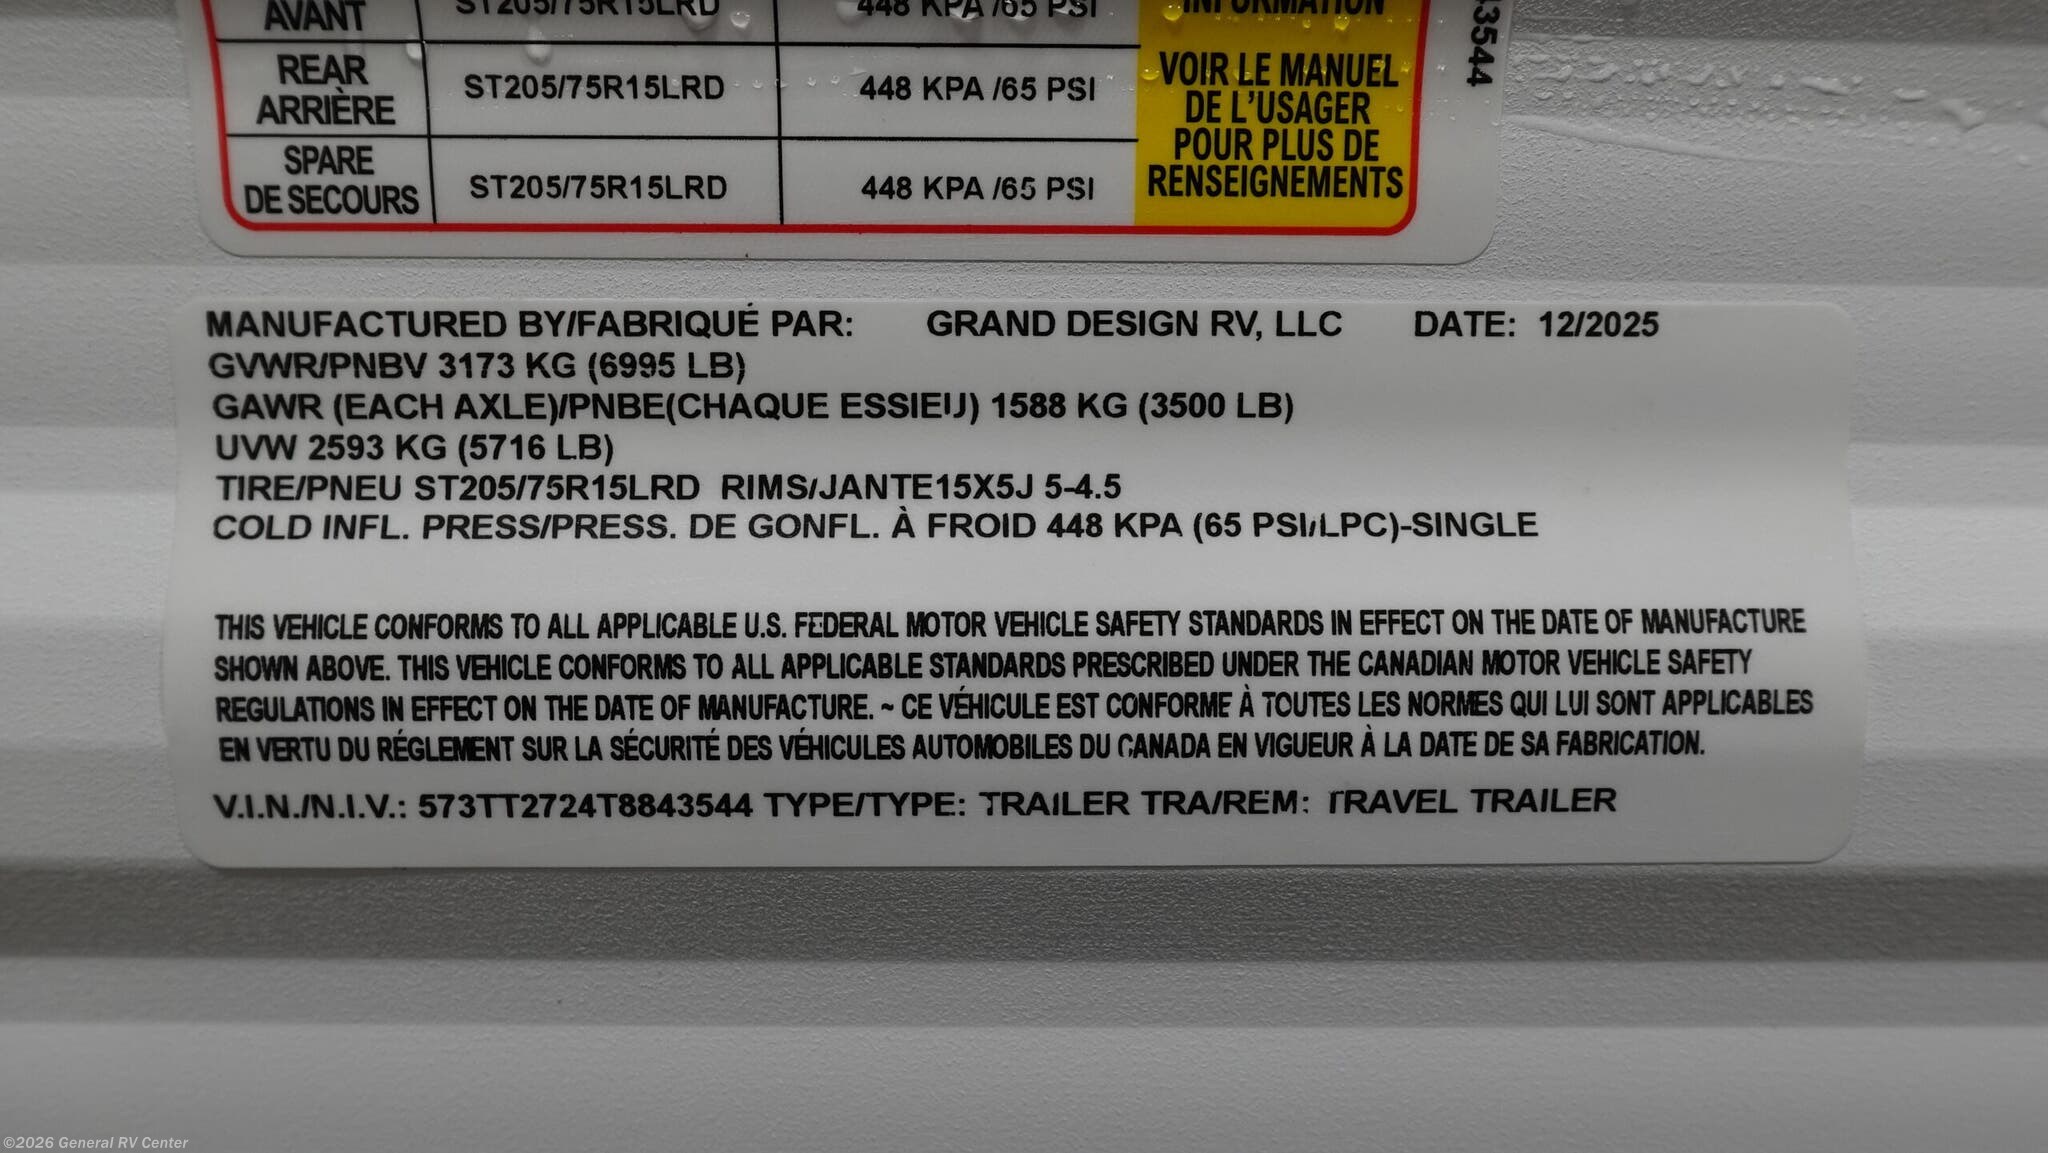 AVANT ST205/75R15LRD 448 KPA /65 PSI INFORMATION
REAR ARRIÈRE ST205/75R15LRD 448 KPA /65 PSI
SPARE DE SECOURS ST205/75R15LRD 448 KPA /65 PSI
VOIR LE MANUEL
DE L'USAGER
POUR PLUS DE
RENSEIGNEMENTS
43544
MANUFACTURED BY/FABRIQUÉ PAR: GRAND DESIGN RV, LLC DATE: 12/2025
GVWR/PNBV 3173 KG (6995 LB)
GAWR (EACH AXLE)/PNBE(CHAQUE ESSIEU) 1588 KG (3500 LB)
UVW 2593 KG (5716 LB)
TIRE/PNEU ST205/75R15LRD RIMS/JANTE15X5J 5-4.5
COLD INFL. PRESS/PRESS. DE GONFL. À FROID 448 KPA (65 PSI/LPC)-SINGLE
THIS VEHICLE CONFORMS TO ALL APPLICABLE U.S. FEDERAL MOTOR VEHICLE SAFETY STANDARDS IN EFFECT ON THE DATE OF MANUFACTURE
SHOWN ABOVE. THIS VEHICLE CONFORMS TO ALL APPLICABLE STANDARDS PRESCRIBED UNDER THE CANADIAN MOTOR VEHICLE SAFETY
REGULATIONS IN EFFECT ON THE DATE OF MANUFACTURE. ~ CE VÉHICULE EST CONFORME À TOUTES LES NORMES QUI LUI SONT APPLICABLES
EN VERTU DU RÉGLEMENT SUR LA SÉCURITÉ DES VÉHICULES AUTOMOBILES DU CANADA EN VIGUEUR À LA DATE DE SA FABRICATION.
V.I.N./N.I.V.: 573TT2724T8843544 TYPE/TYPE: TRAILER TRA/REM: TRAVEL TRAILER
©2026 General RV Center